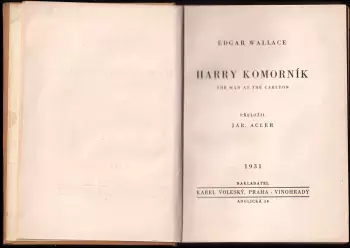 EDGAR WALLACE
HARRY KOMORNÍK
THE MAN AT THE CARLTON
PŘELOŽIL
JAR. ACLER
1931
NAKLADATEL
KAREL VOLESKÝ, PRAHA - VINOHRADY
ANGLICKÁ 16